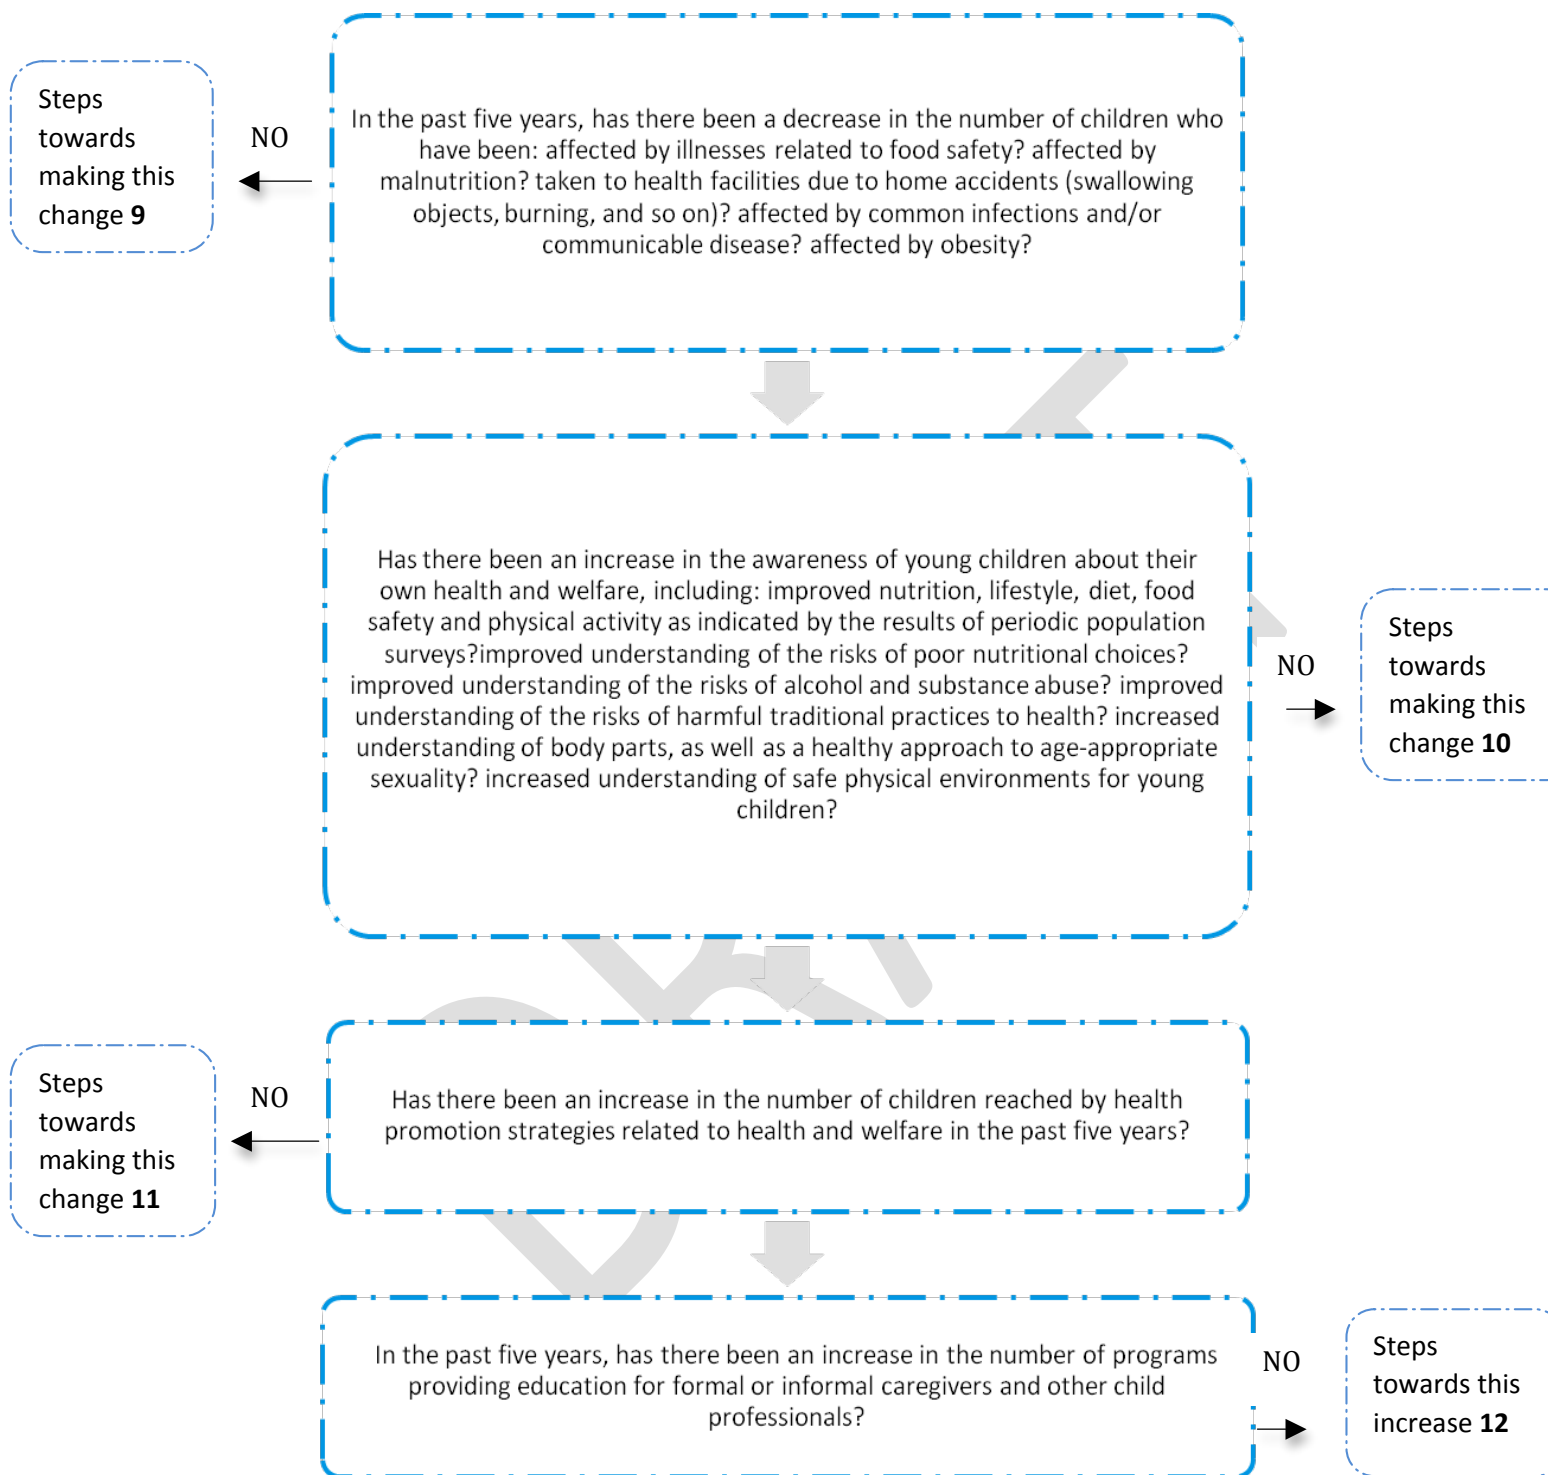 Steps
towards
making this
change 9
NO
In the past five years, has there been a decrease in the number of children who
have been: affected by illnesses related to food safety? affected by
malnutrition? taken to health facilities due to home accidents (swallowing
objects, burning, and so on)? affected by common infections and/or
communicable disease? affected by obesity?
Has there been an increase in the awareness of young children about their
own health and welfare, including: improved nutrition, lifestyle, diet, food
safety and physical activity as indicated by the results of periodic population
surveys?improved understanding of the risks of poor nutritional choices?
improved understanding of the risks of alcohol and substance abuse? improved
understanding of the risks of harmful traditional practices to health? increased
understanding of body parts, as well as a healthy approach to age-appropriate
sexuality? increased understanding of safe physical environments for young
children?
NO
Steps
towards
making this
change 10
Steps
towards
making this
change 11
NO
Has there been an increase in the number of children reached by health
promotion strategies related to health and welfare in the past five years?
In the past five years, has there been an increase in the number of programs
providing education for formal or informal caregivers and other child
professionals?
NO
Steps
towards this
increase 12